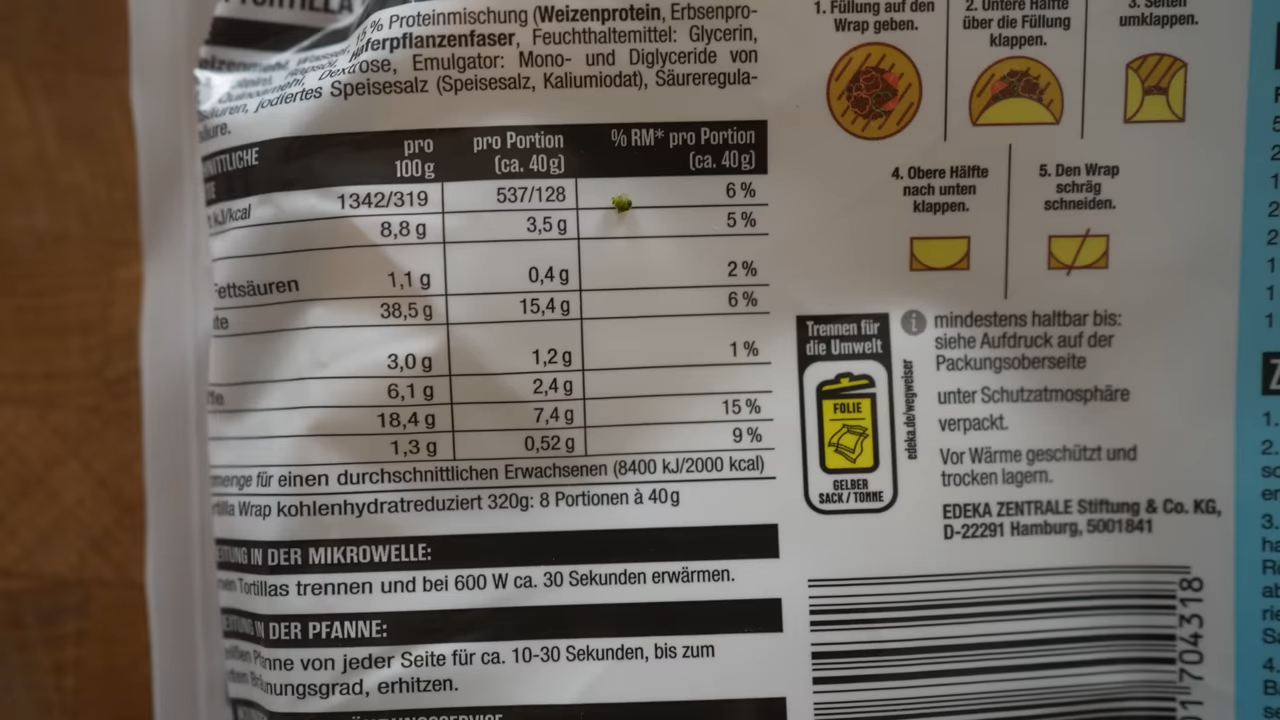 15% Proteinmischung (Weizenprotein, Erbsenpro-
Haferpflanzenfaser, Feuchthaltemittel: Glycerin,
Dextrose, Emulgator: Mono- und Diglyceride von
jodiertes Speisesalz (Speisesalz, Kaliumiodat), Säureregula-
pro
100g
pro Portion
(ca. 40g)
% RM* pro Portion
(ca. 40g)
kJ/kcal 1342/319 537/128 6%
8,8 g 3,5 g 5%
ettsäuren 1,1 g 0,4 g 2%
38,5 g 15,4 g 6%
3,0 g 1,2 g 1%
6,1 g 2,4 g
18,4 g 7,4 g 15%
1,3 g 0,52 g 9%
menge für einen durchschnittlichen Erwachsenen (8400 kJ/2000 kcal)
Wrap kohlenhydratreduziert 320g: 8 Portionen à 40g
IN DER MIKROWELLE:
Tortillas trennen und bei 600 W ca. 30 Sekunden erwärmen.
IN DER PFANNE:
Pfanne von jeder Seite für ca. 10-30 Sekunden, bis zum
erhitzen.
1. Füllung auf den
Wrap geben.
2. Untere Hälfte
über die Füllung
klappen.
3. Seiten
umklappen.
4. Obere Hälfte
nach unten
klappen.
5. Den Wrap
schräg
schneiden.
Trennen für
die Umwelt
FOLIE
GELBER
SACK/TONNE
edeka.de/wegweiser
mindestens haltbar bis:
siehe Aufdruck auf der
Packungsoberseite
unter Schutzatmosphäre
verpackt.
Vor Wärme geschützt und
trocken lagern.
EDEKA ZENTRALE Stiftung & Co. KG,
D-22291 Hamburg, 5001841
1704318